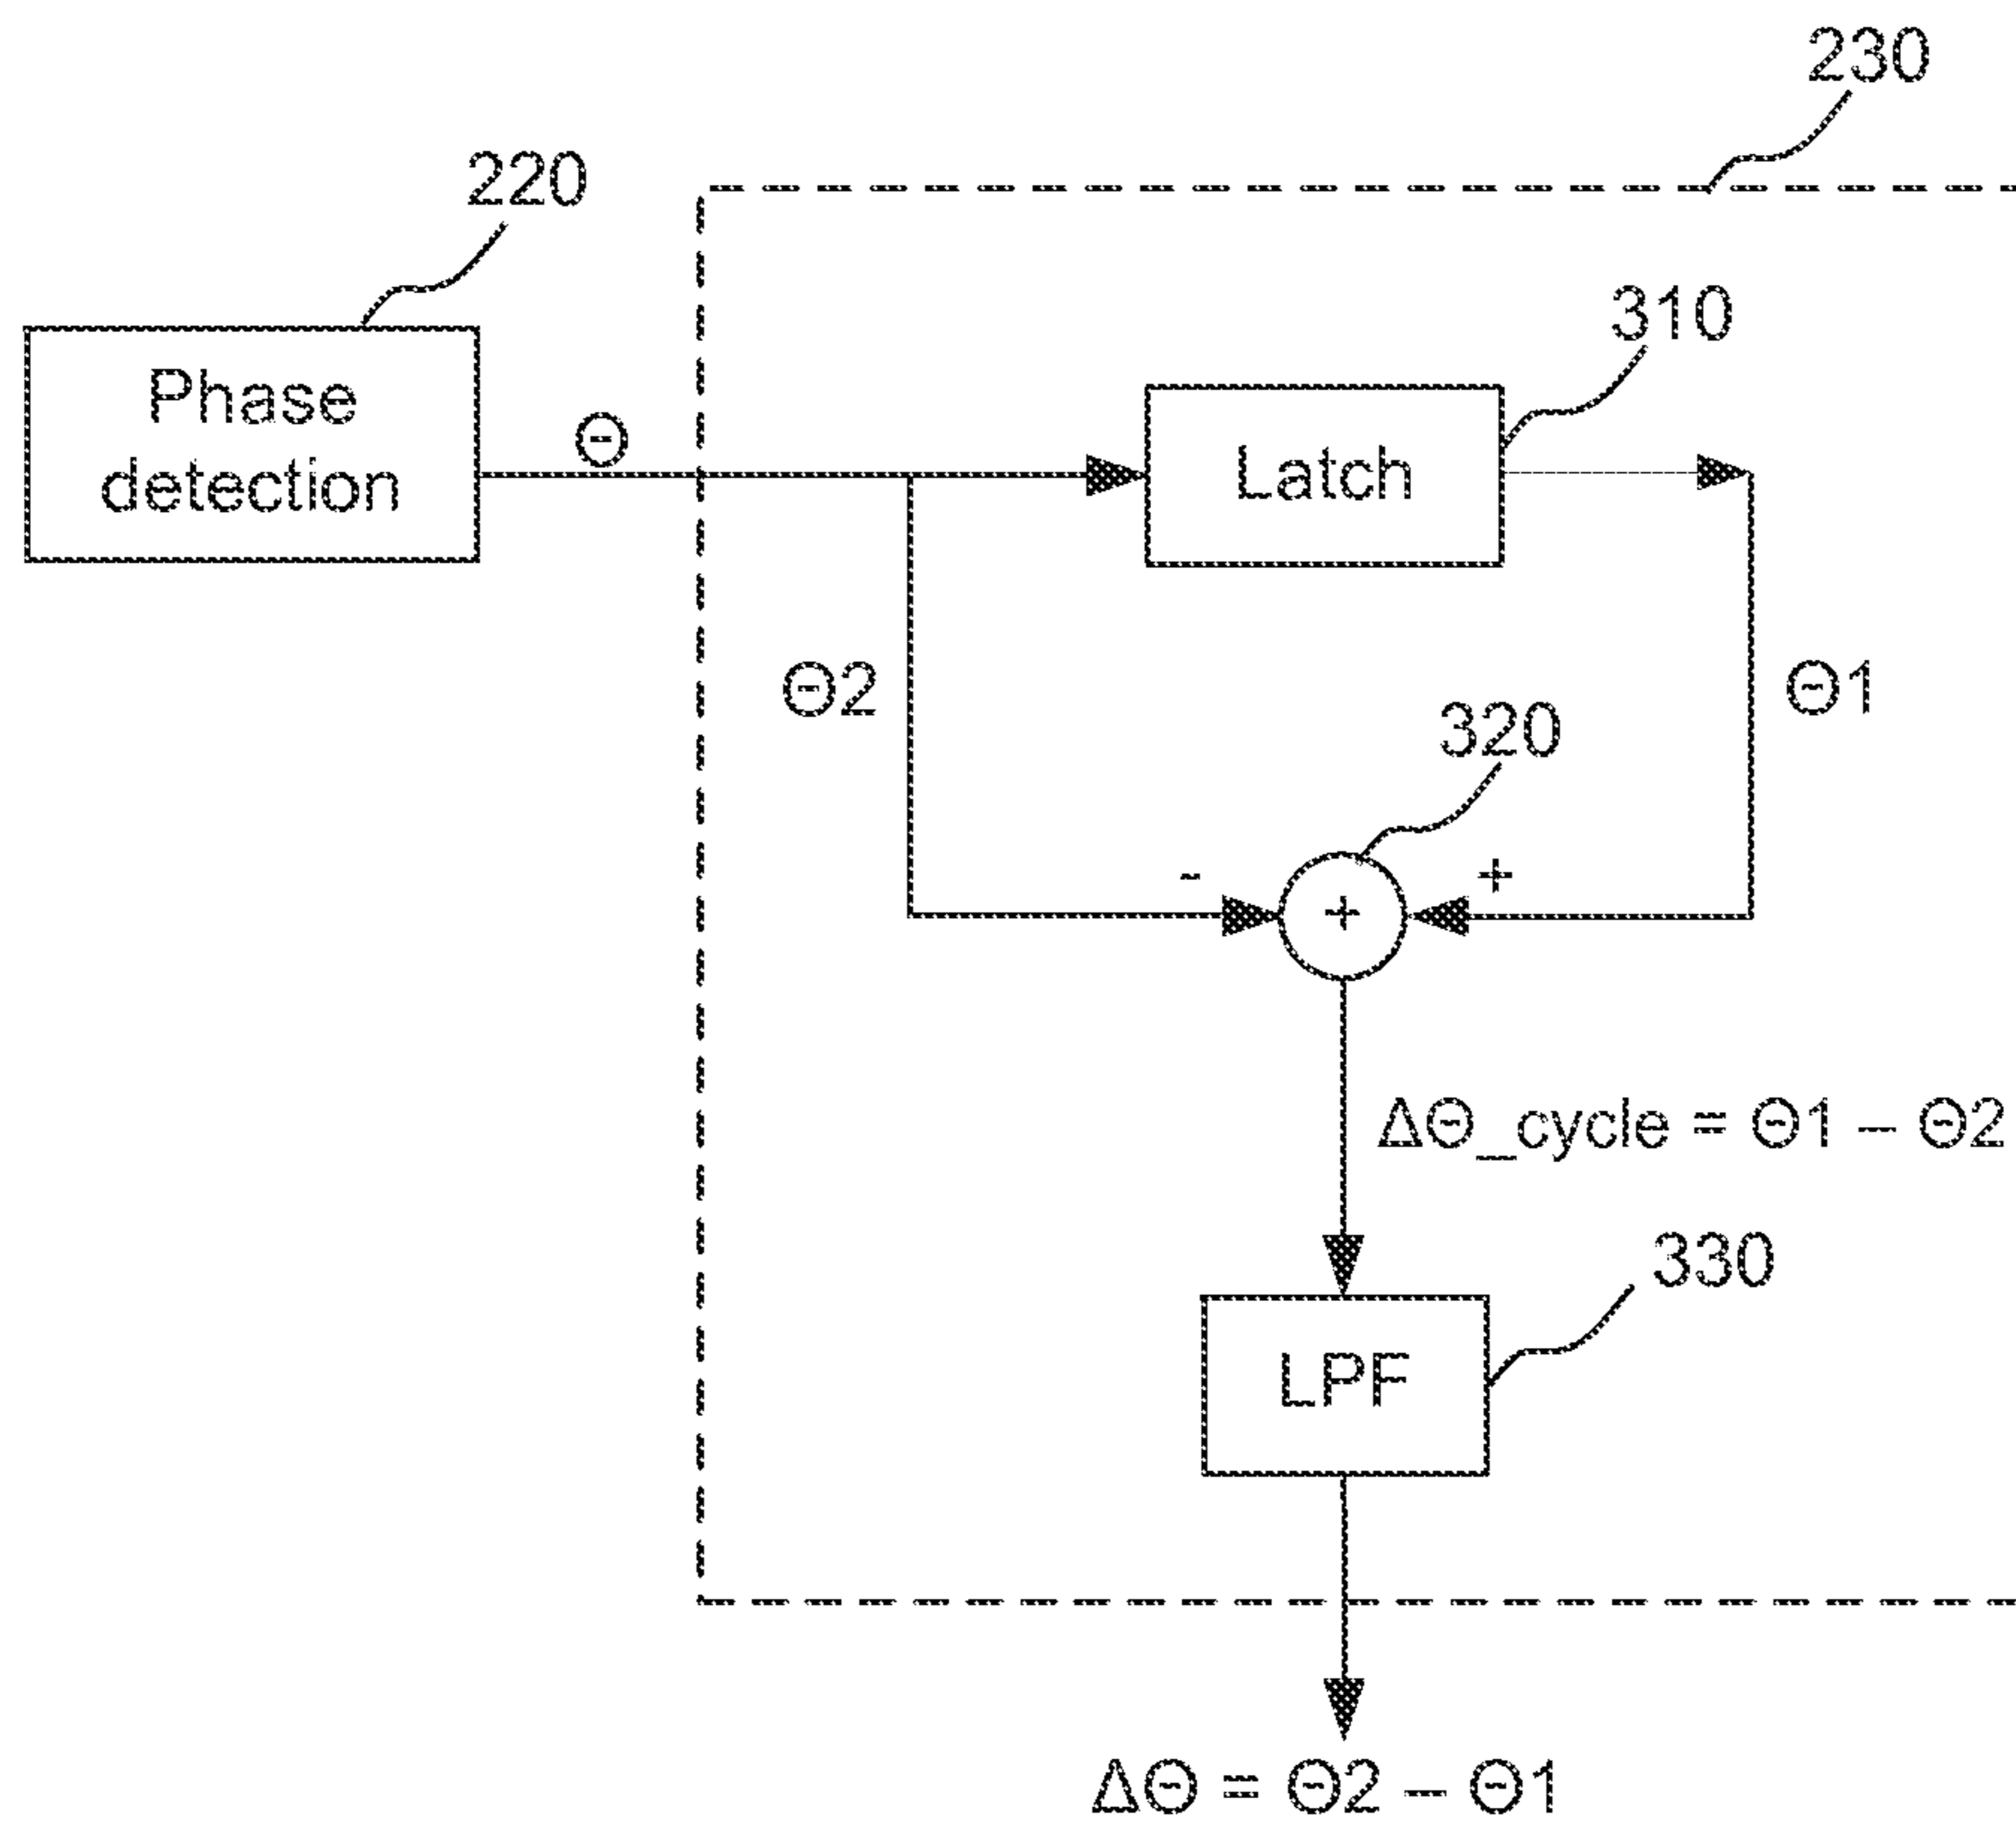 230
220
310
Phase
detection
Θ
Latch
Θ2
Θ1
320
-
+
+
ΔΘ_cycle = Θ1 – Θ2
330
LPF
ΔΘ = Θ2 – Θ1